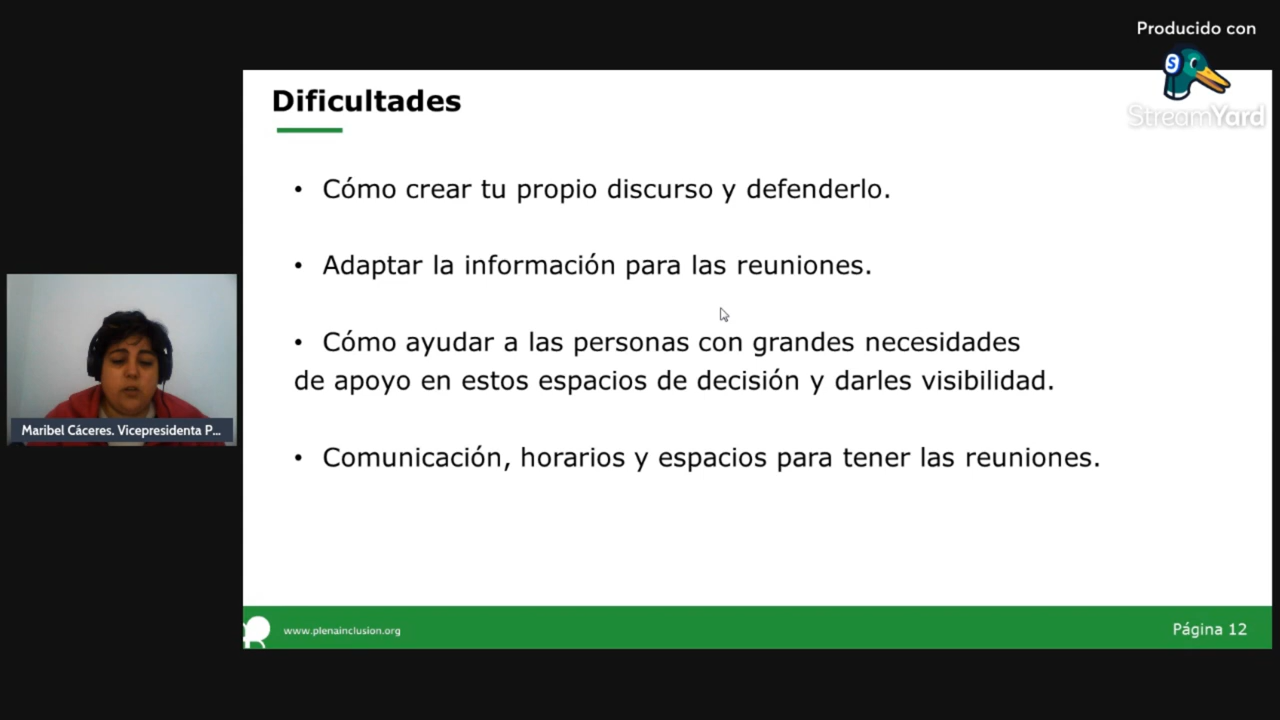 Producido con
StreamYard
Dificultades
• Cómo crear tu propio discurso y defenderlo.
• Adaptar la información para las reuniones.
• Cómo ayudar a las personas con grandes necesidades
de apoyo en estos espacios de decisión y darles visibilidad.
• Comunicación, horarios y espacios para tener las reuniones.
Maribel Cáceres. Vicepresidenta P...
www.plenainclusion.org
Página 12